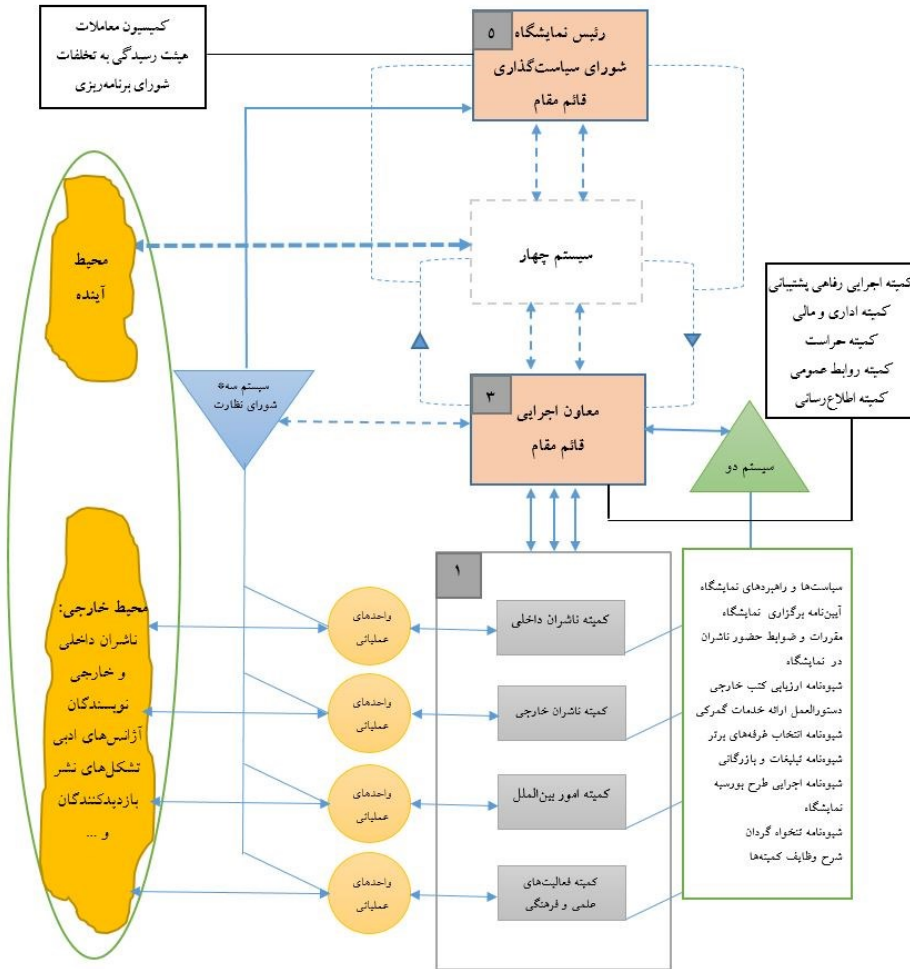 کمیسیون معاملات
هیئت رسیدگی به تخلفات
شورای برنامه‌ریزی
۵
رئیس نمایشگاه
شورای سیاست‌گذاری
قائم مقام
سیستم چهار
محیط
آینده
کمیته اجرایی رفاهی پشتیبانی
کمیته اداری و مالی
کمیته حراست
کمیته روابط عمومی
کمیته اطلاع‌رسانی
سیستم سه*
شورای نظارت
۳
معاون اجرایی
قائم مقام
سیستم دو
۱
کمیته ناشران داخلی
کمیته ناشران خارجی
کمیته امور بین‌الملل
کمیته فعالیت‌های
علمی و فرهنگی
واحدهای
عملیاتی
واحدهای
عملیاتی
واحدهای
عملیاتی
واحدهای
عملیاتی
محیط خارجی:
ناشران داخلی
و خارجی
نویسندگان
آژانس‌های ادبی
تشکل‌های نشر
بازدیدکنندگان
و ...
سیاست‌ها و راهبردهای نمایشگاه
آیین‌نامه برگزاری نمایشگاه
مقررات و ضوابط حضور ناشران
در نمایشگاه
شیوه‌نامه ارزیابی کتب خارجی
دستورالعمل ارائه خدمات گمرکی
شیوه‌نامه انتخاب غرفه‌های برتر
شیوه‌نامه تبلیغات و بازرگانی
شیوه‌نامه اجرایی طرح بورسیه
نمایشگاه
شیوه‌نامه تنخواه گردان
شرح وظایف کمیته‌ها